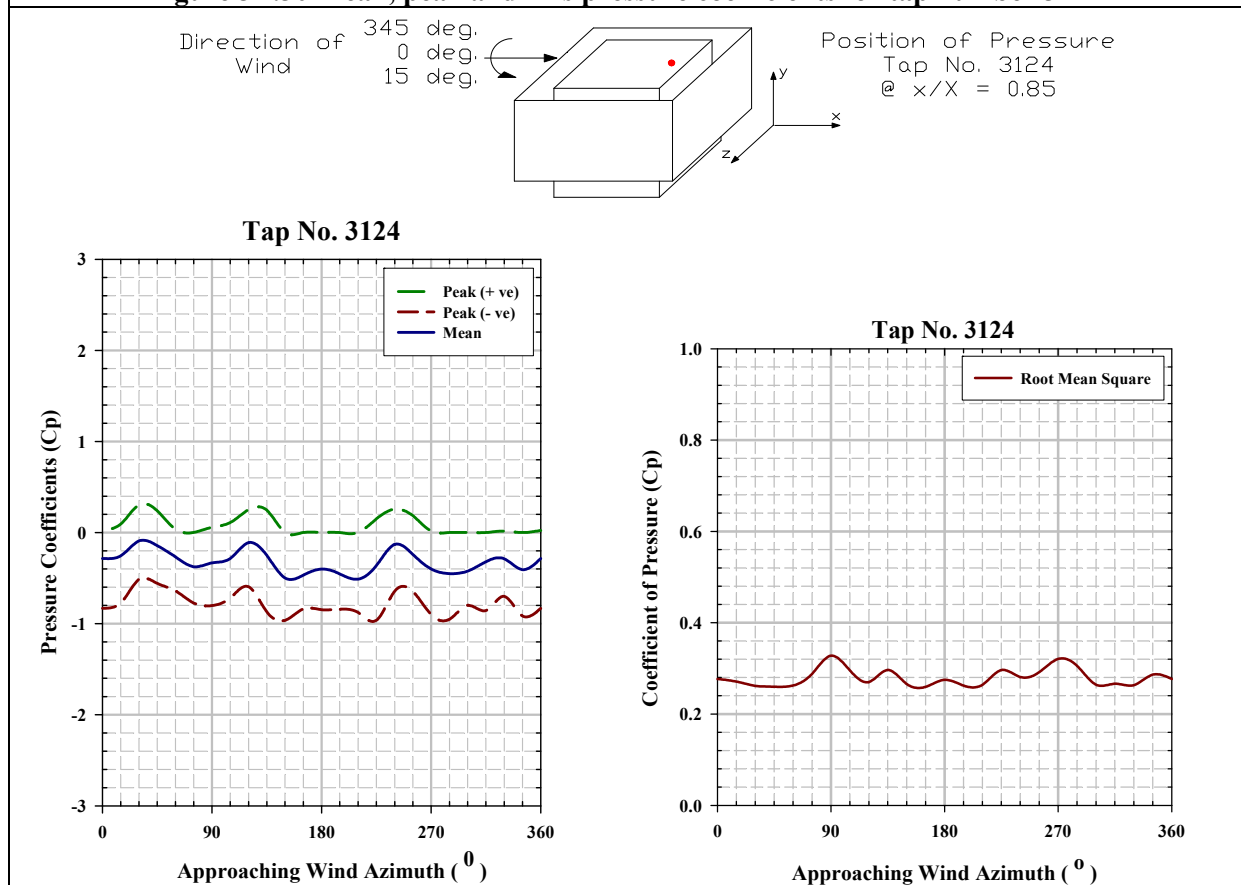 Direction of Wind
345 deg.
0 deg.
15 deg.
Position of Pressure
Tap No. 3124
@ x/X = 0.85
y
x
z
Tap No. 3124
Peak (+ ve)
Peak (- ve)
Mean
3
2
1
0
-1
-2
-3
Pressure Coefficients (Cp)
0 90 180 270 360
Approaching Wind Azimuth ( 0 )
Tap No. 3124
Root Mean Square
1.0
0.8
0.6
0.4
0.2
0.0
Coefficient of Pressure (Cp)
0 90 180 270 360
Approaching Wind Azimuth ( o )